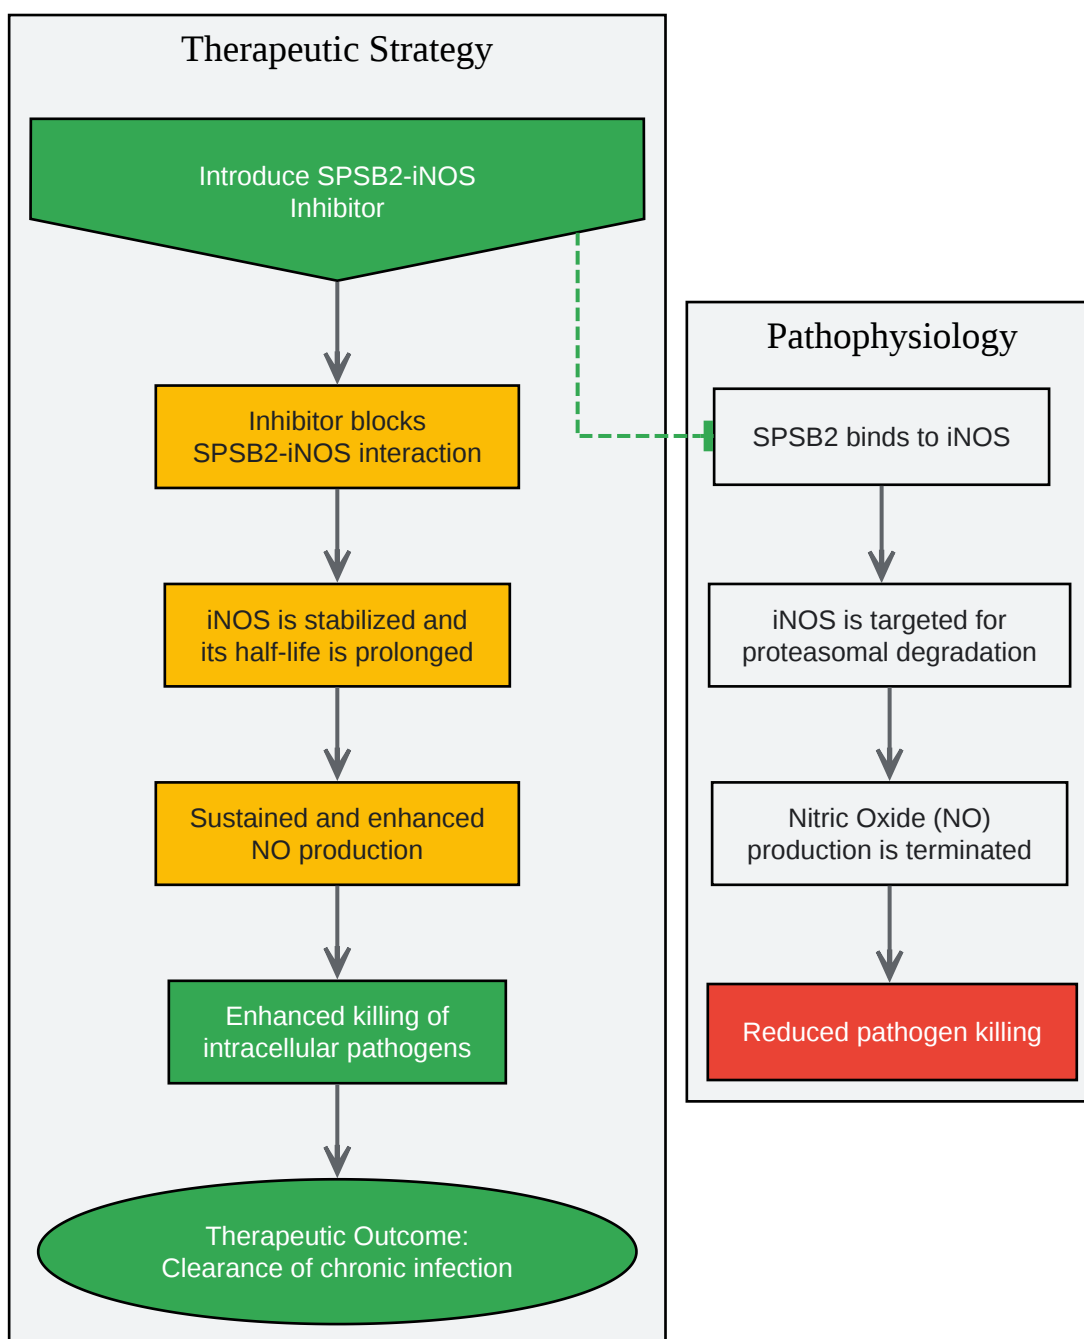 Therapeutic Strategy
Introduce SPSB2-iNOS
Inhibitor
Inhibitor blocks
SPSB2-iNOS interaction
iNOS is stabilized and
its half-life is prolonged
Sustained and enhanced
NO production
Enhanced killing of
intracellular pathogens
Therapeutic Outcome:
Clearance of chronic infection
Pathophysiology
SPSB2 binds to iNOS
iNOS is targeted for
proteasomal degradation
Nitric Oxide (NO)
production is terminated
Reduced pathogen killing